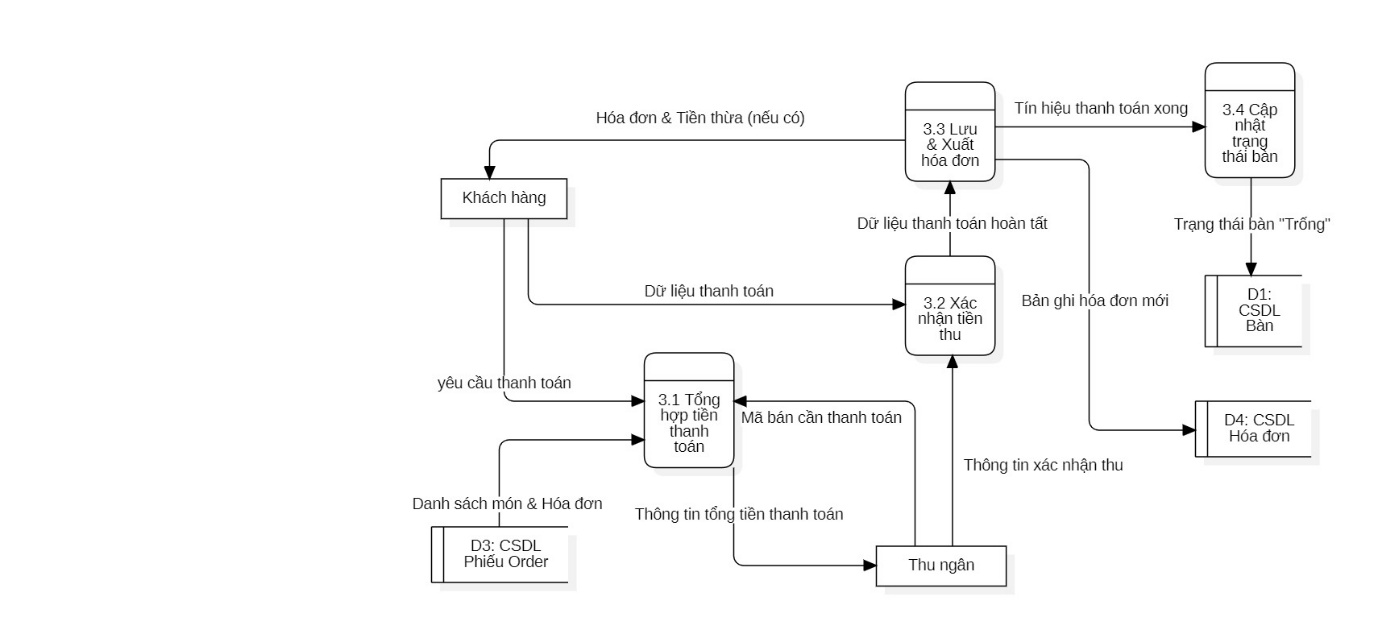 Hóa đơn & Tiền thừa (nếu có)
Tín hiệu thanh toán xong
3.3 Lưu
& Xuất
hóa đơn
3.4 Cập
nhật
trạng
thái bàn
Khách hàng
Dữ liệu thanh toán hoàn tất
Trạng thái bàn "Trống"
Dữ liệu thanh toán
3.2 Xác
nhận tiền
thu
Bản ghi hóa đơn mới
D1:
CSDL
Bàn
yêu cầu thanh toán
3.1 Tổng
hợp tiền
thanh
toán
Mã bán cần thanh toán
D4: CSDL
Hóa đơn
Thông tin xác nhận thu
Danh sách món & Hóa đơn
Thông tin tổng tiền thanh toán
D3: CSDL
Phiếu Order
Thu ngân